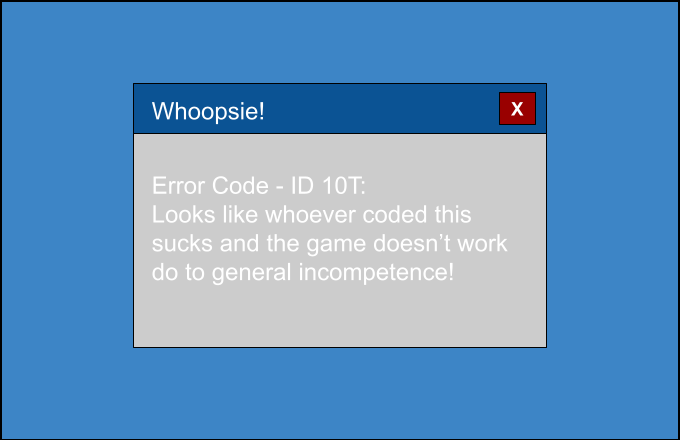 Whoopsie!
X
Error Code - ID 10T:
Looks like whoever coded this
sucks and the game doesn’t work
do to general incompetence!